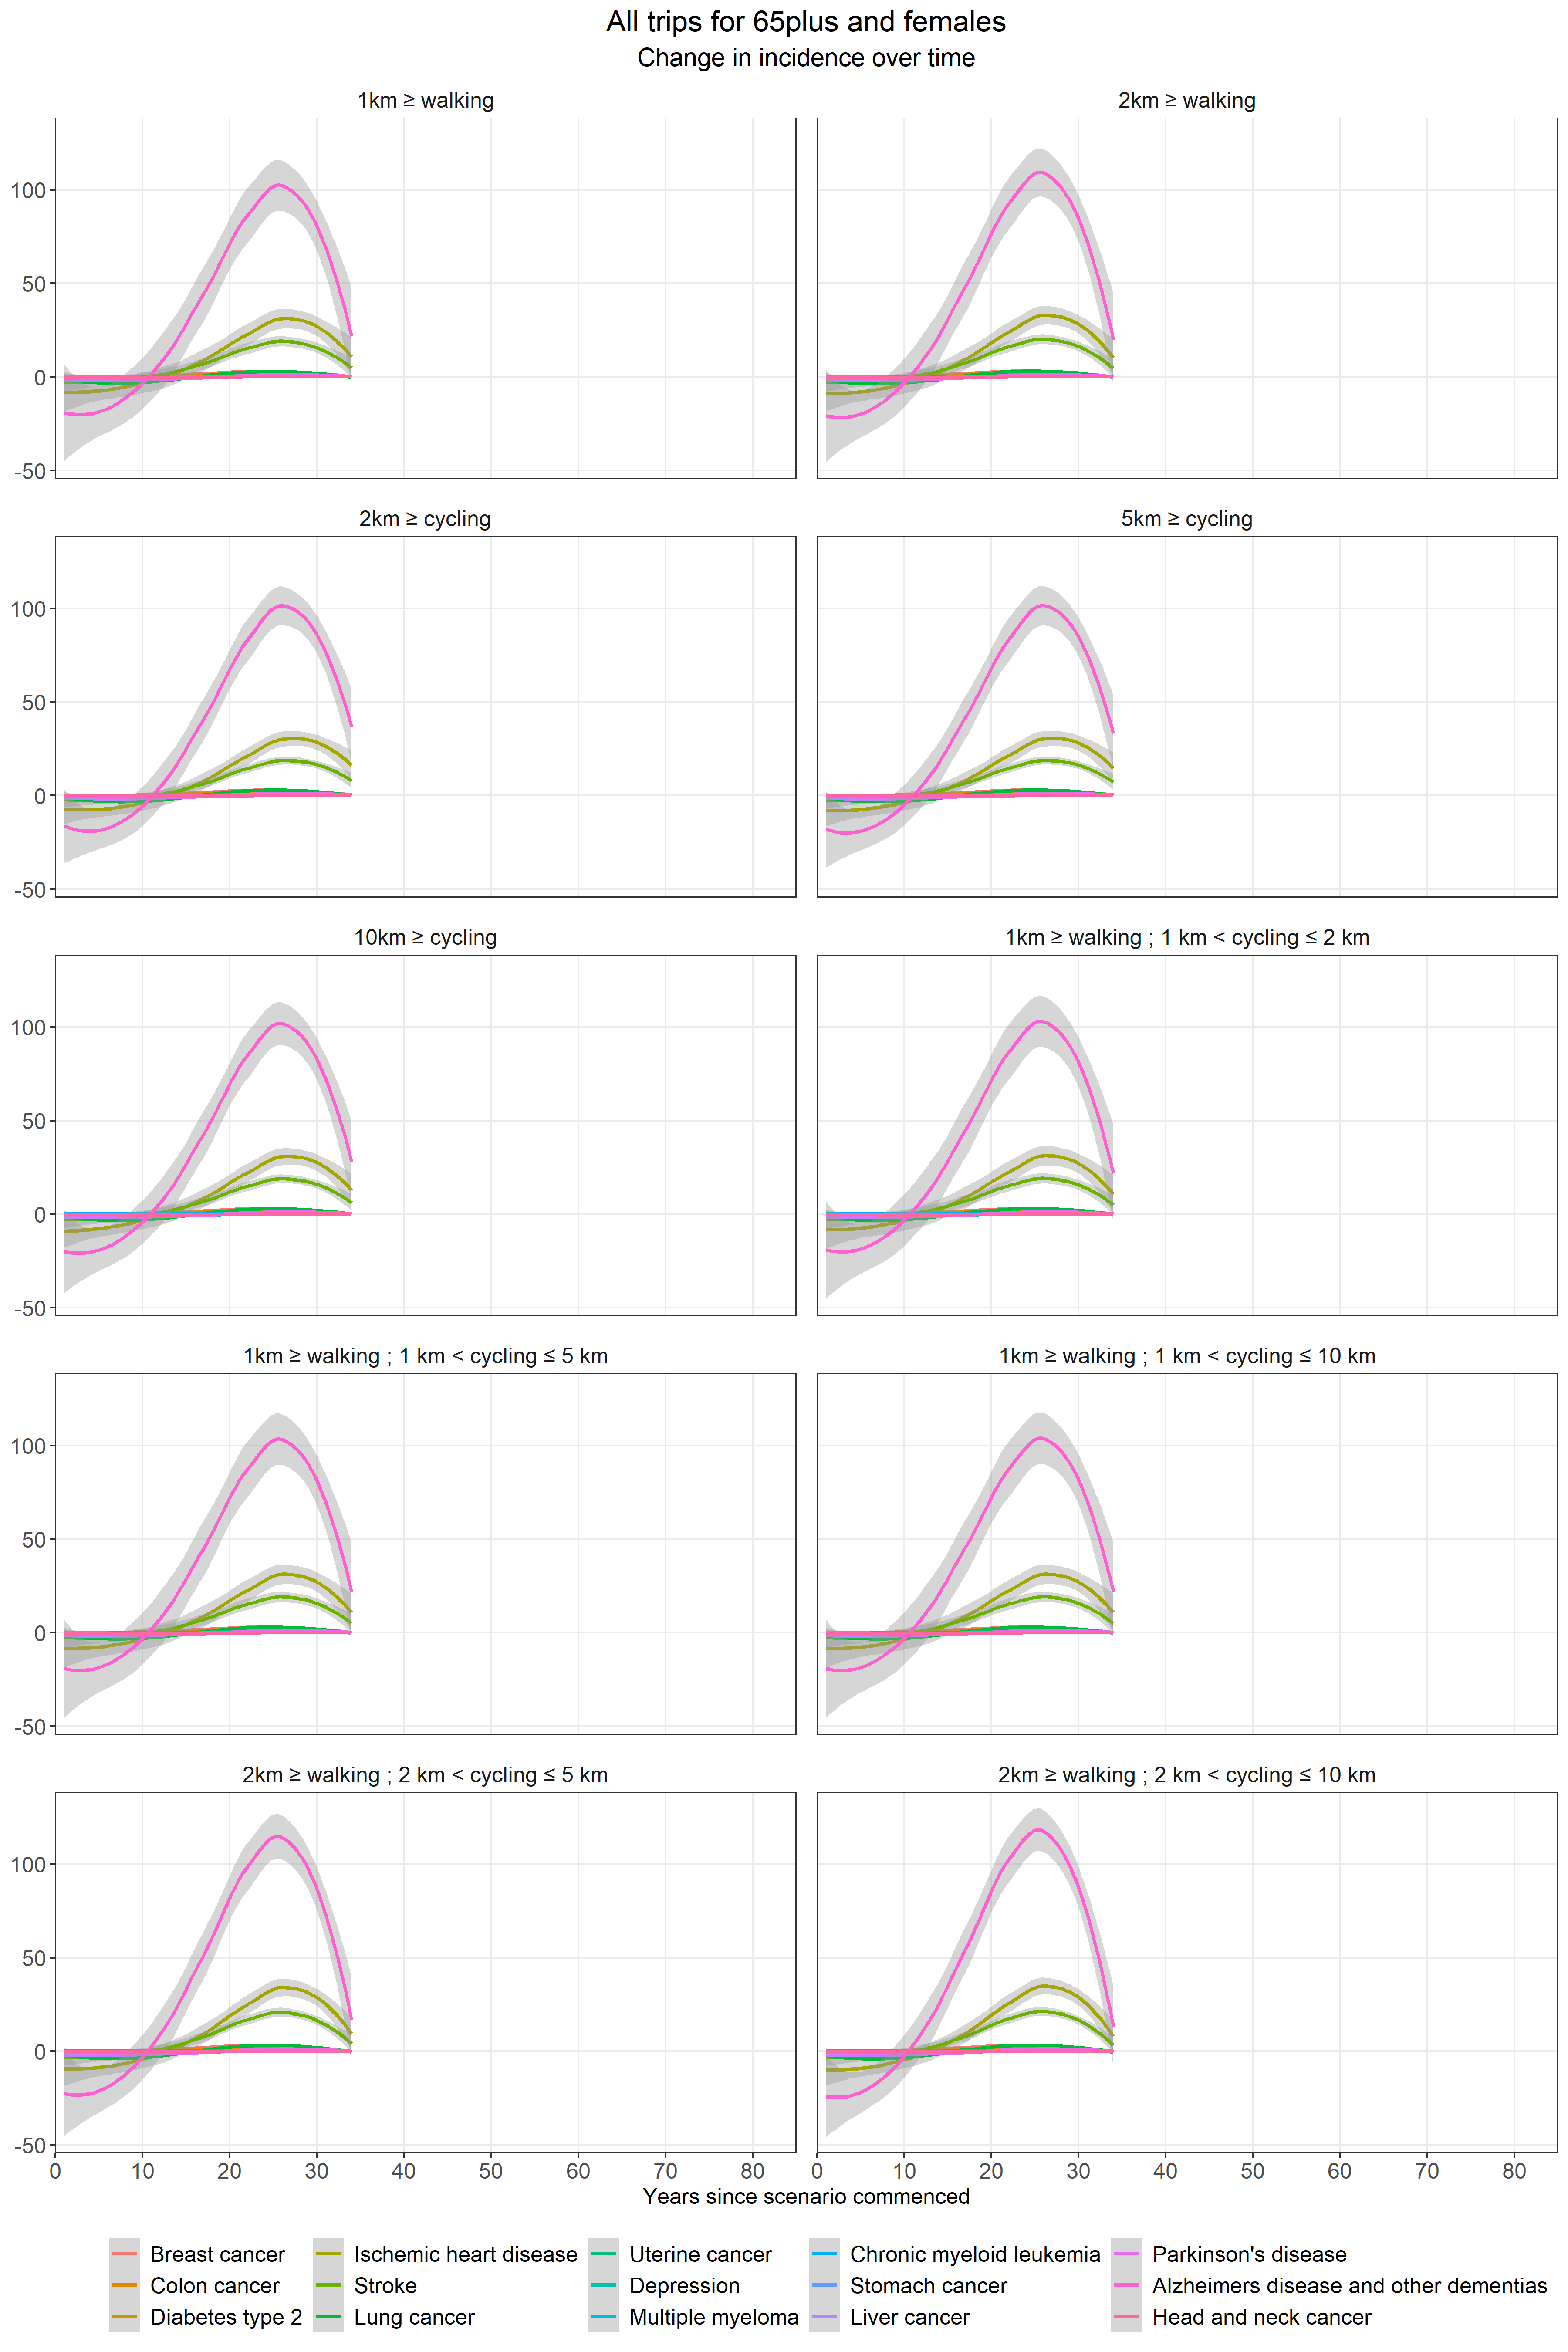 All trips for 65plus and females
Change in incidence over time
1km ≥ walking
2km ≥ walking
100
50
0
-50
2km ≥ cycling
5km ≥ cycling
100
50
0
-50
10km ≥ cycling
1km ≥ walking ; 1 km < cycling ≤ 2 km
100
50
0
-50
1km ≥ walking ; 1 km < cycling ≤ 5 km
1km ≥ walking ; 1 km < cycling ≤ 10 km
100
50
0
-50
2km ≥ walking ; 2 km < cycling ≤ 5 km
2km ≥ walking ; 2 km < cycling ≤ 10 km
100
50
0
-50
0 10 20 30 40 50 60 70 80
0 10 20 30 40 50 60 70 80
Years since scenario commenced
Breast cancer
Colon cancer
Diabetes type 2
Ischemic heart disease
Stroke
Lung cancer
Uterine cancer
Depression
Multiple myeloma
Chronic myeloid leukemia
Stomach cancer
Liver cancer
Parkinson's disease
Alzheimers disease and other dementias
Head and neck cancer